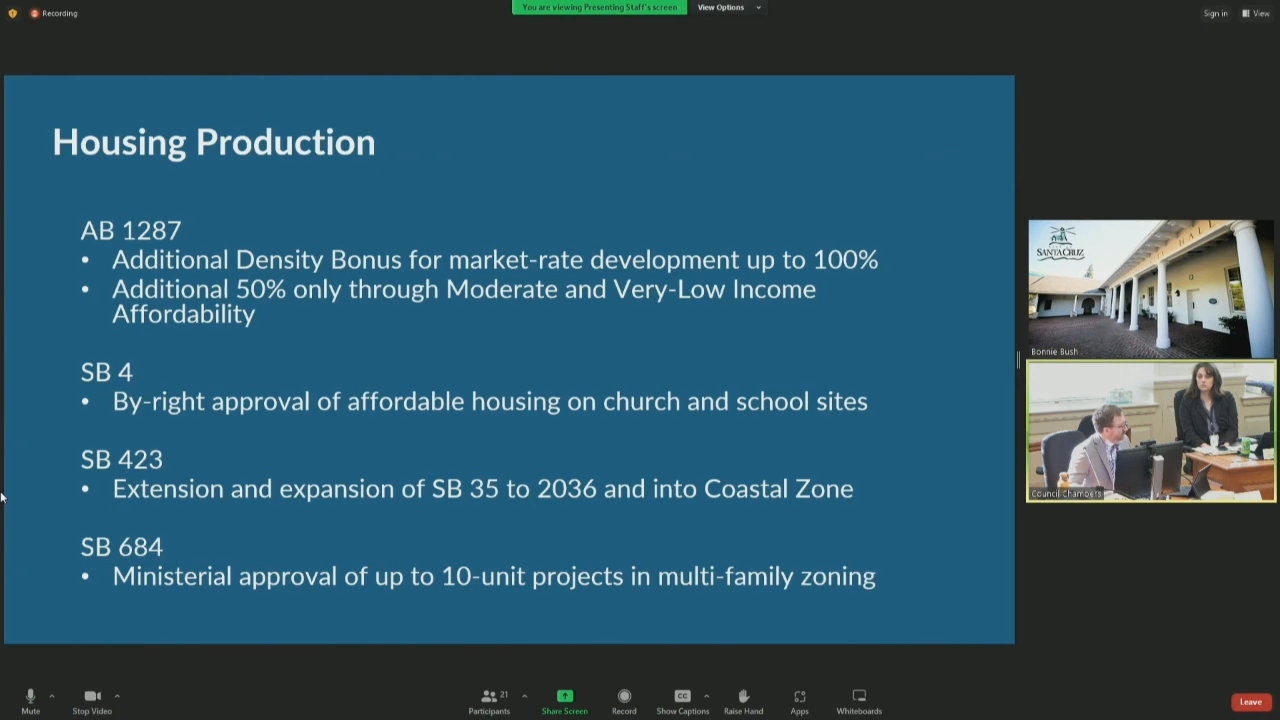 Recording
You are viewing Presenting Staff's screen
View Options
Sign in
View
Housing Production
AB 1287
• Additional Density Bonus for market-rate development up to 100%
• Additional 50% only through Moderate and Very-Low Income
Affordability
SB 4
• By-right approval of affordable housing on church and school sites
SB 423
• Extension and expansion of SB 35 to 2036 and into Coastal Zone
SB 684
• Ministerial approval of up to 10-unit projects in multi-family zoning
SANTA CRUZ
HALL
Bonnie Bush
Council Chambers
Mute
Stop Video
21
Participants
Share Screen
Record
CC
Show Captions
Raise Hand
Apps
Whiteboards
Leave